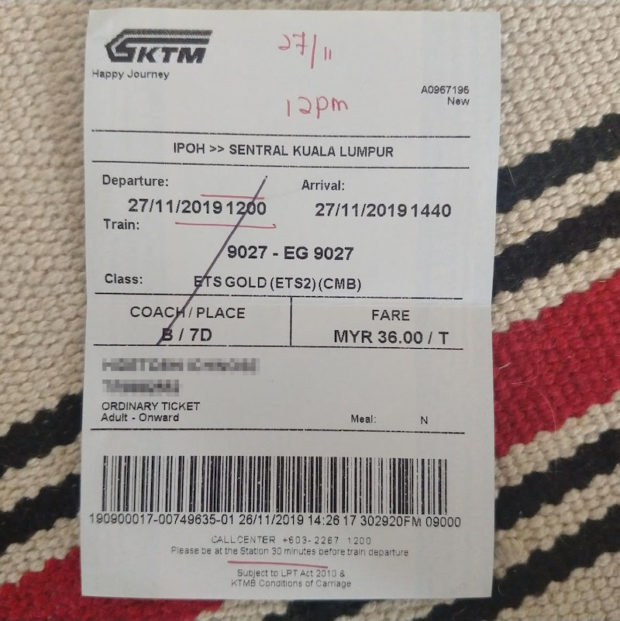 KTM
27/11
Happy Journey
A0967195
New
12pm
IPOH >> SENTRAL KUALA LUMPUR
Departure:
Arrival:
27/11/2019 1200
27/11/2019 1440
Train:
9027 - EG 9027
Class:
ETS GOLD (ETS2) (CMB)
COACH / PLACE
FARE
B / 7D
MYR 36.00 / T
ORDINARY TICKET
Adult - Onward
Meal:
N
190900017-00749635-01 26/11/2019 14:26 17 302920FM 09000
CALLCENTER +603-2267 1200
Please be at the Station 30 minutes before train departure
Subject to LPT Act 2010 &
KTMB Conditions of Carriage